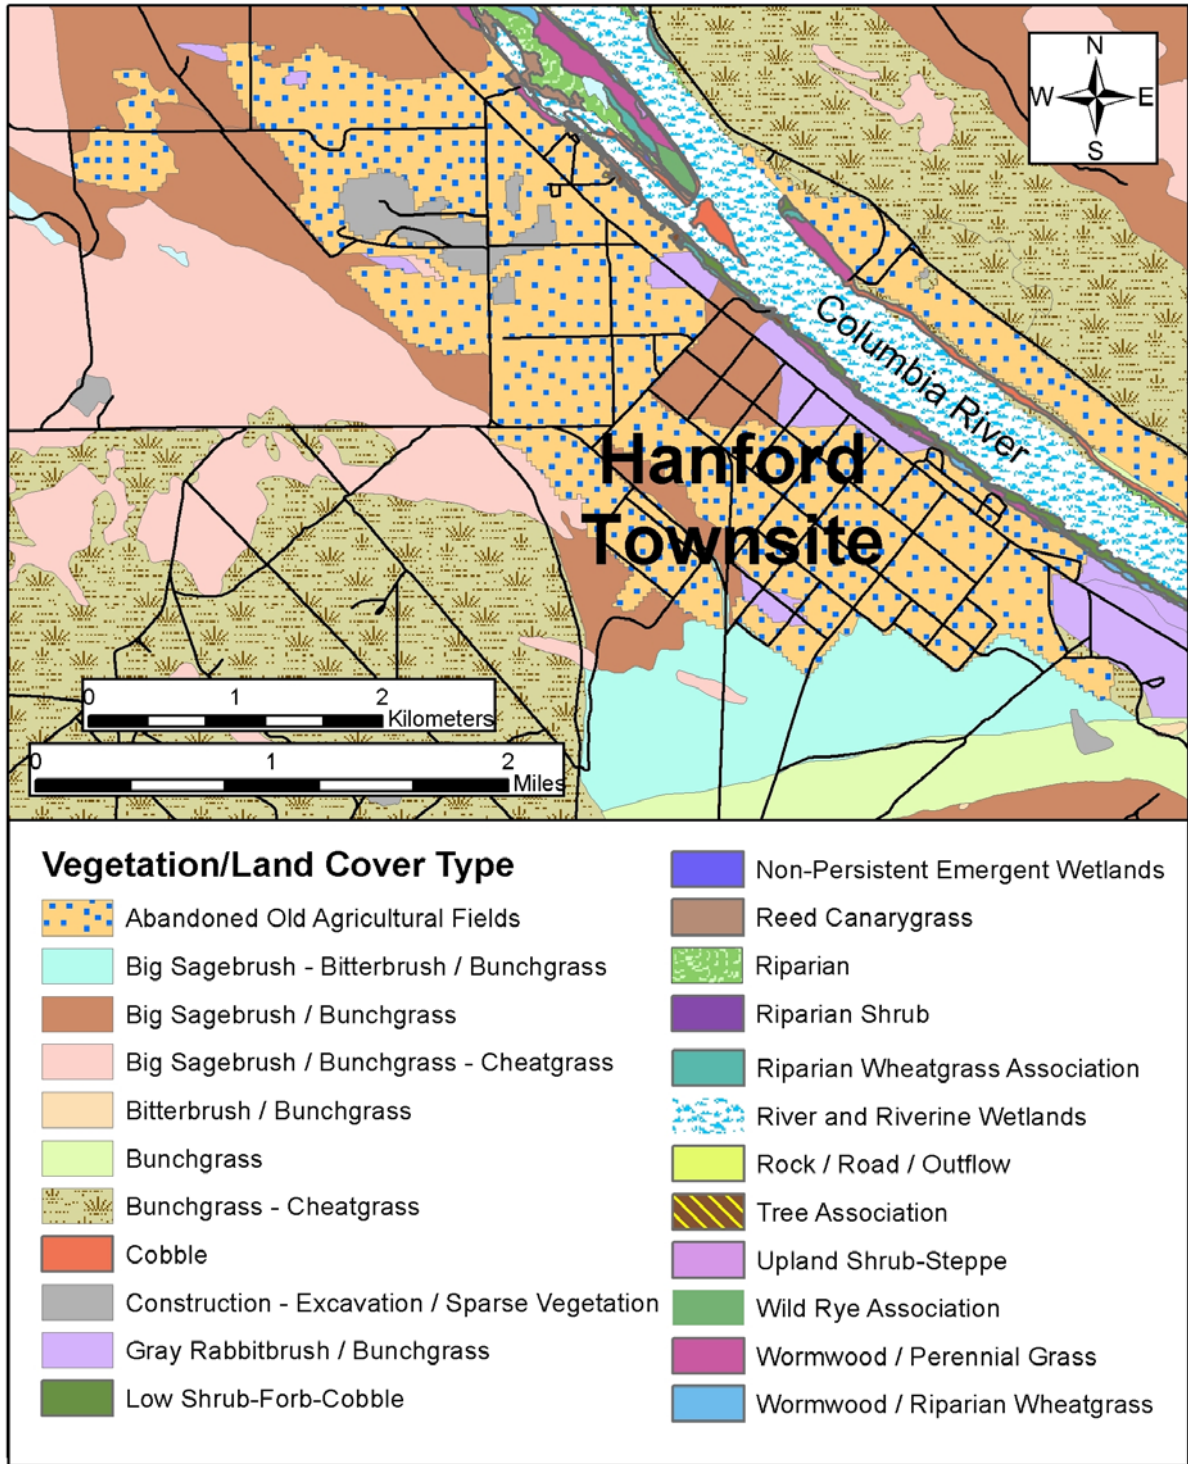 N
W E
S
Columbia River
Hanford
Townsite
0 1 2
Kilometers
0 1 2
Miles
Vegetation/Land Cover Type
Abandoned Old Agricultural Fields
Big Sagebrush - Bitterbrush / Bunchgrass
Big Sagebrush / Bunchgrass
Big Sagebrush / Bunchgrass - Cheatgrass
Bitterbrush / Bunchgrass
Bunchgrass
Bunchgrass - Cheatgrass
Cobble
Construction - Excavation / Sparse Vegetation
Gray Rabbitbrush / Bunchgrass
Low Shrub-Forb-Cobble
Non-Persistent Emergent Wetlands
Reed Canarygrass
Riparian
Riparian Shrub
Riparian Wheatgrass Association
River and Riverine Wetlands
Rock / Road / Outflow
Tree Association
Upland Shrub-Steppe
Wild Rye Association
Wormwood / Perennial Grass
Wormwood / Riparian Wheatgrass